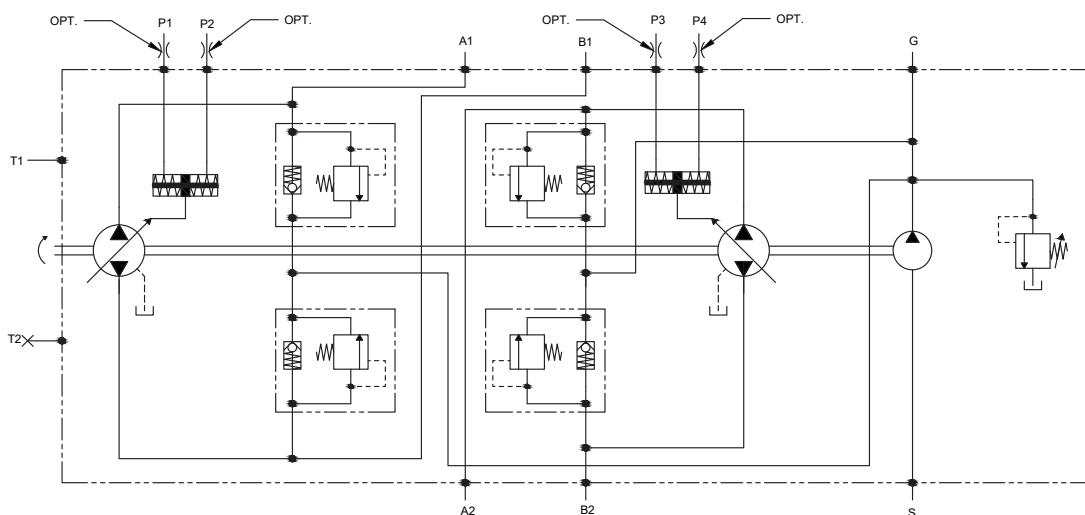 OPT. P1 P2 OPT. A1 B1 OPT. P3 P4 OPT. G
T1
T2
A2 B2 S